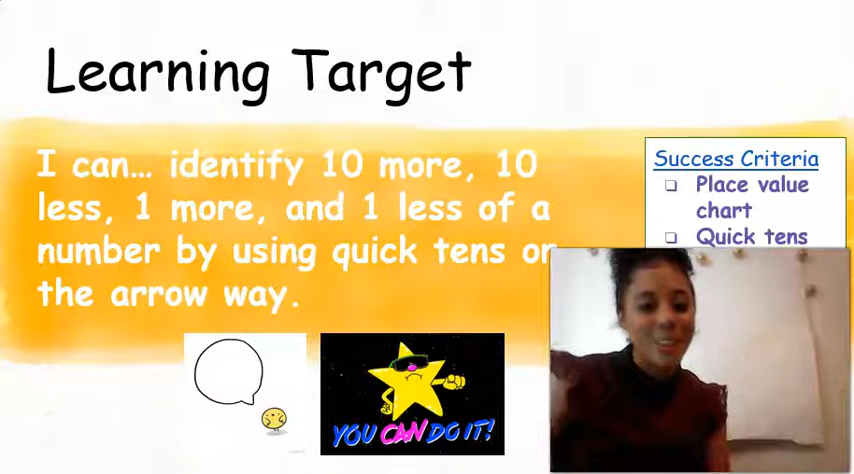 Learning Target
I can... identify 10 more, 10
less, 1 more, and 1 less of a
number by using quick tens or
the arrow way.
Success Criteria
Place value
chart
Quick tens
YOU CAN DO IT!